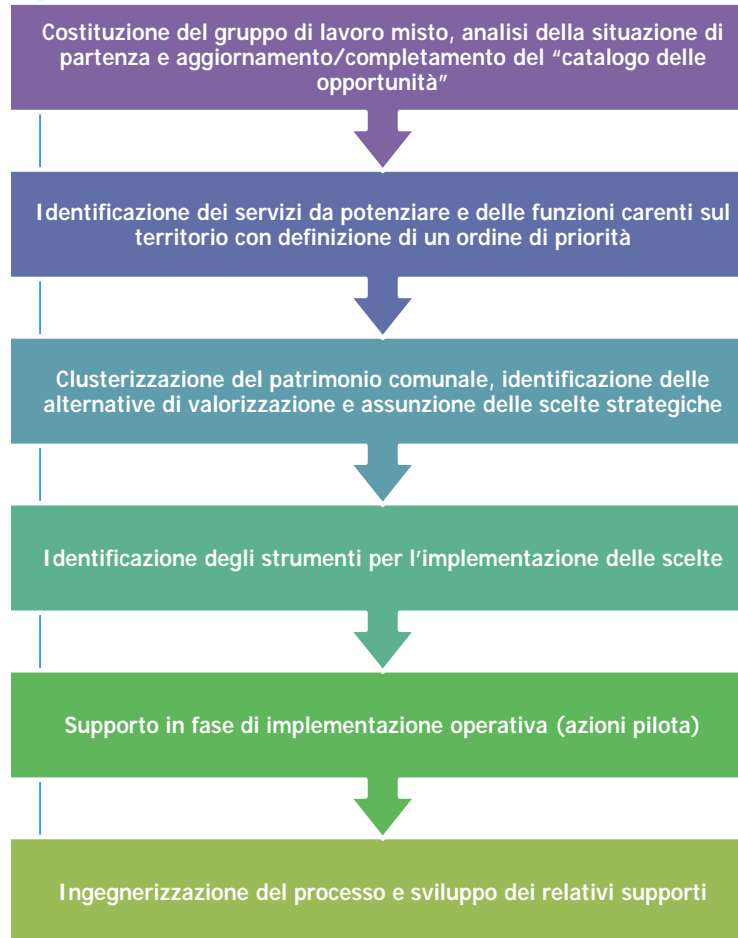 Costituzione del gruppo di lavoro misto, analisi della situazione di
partenza e aggiornamento/completamento del “catalogo delle
opportunità”
Identificazione dei servizi da potenziare e delle funzioni carenti sul
territorio con definizione di un ordine di priorità
Clusterizzazione del patrimonio comunale, identificazione delle
alternative di valorizzazione e assunzione delle scelte strategiche
Identificazione degli strumenti per l’implementazione delle scelte
Supporto in fase di implementazione operativa (azioni pilota)
Ingegnerizzazione del processo e sviluppo dei relativi supporti